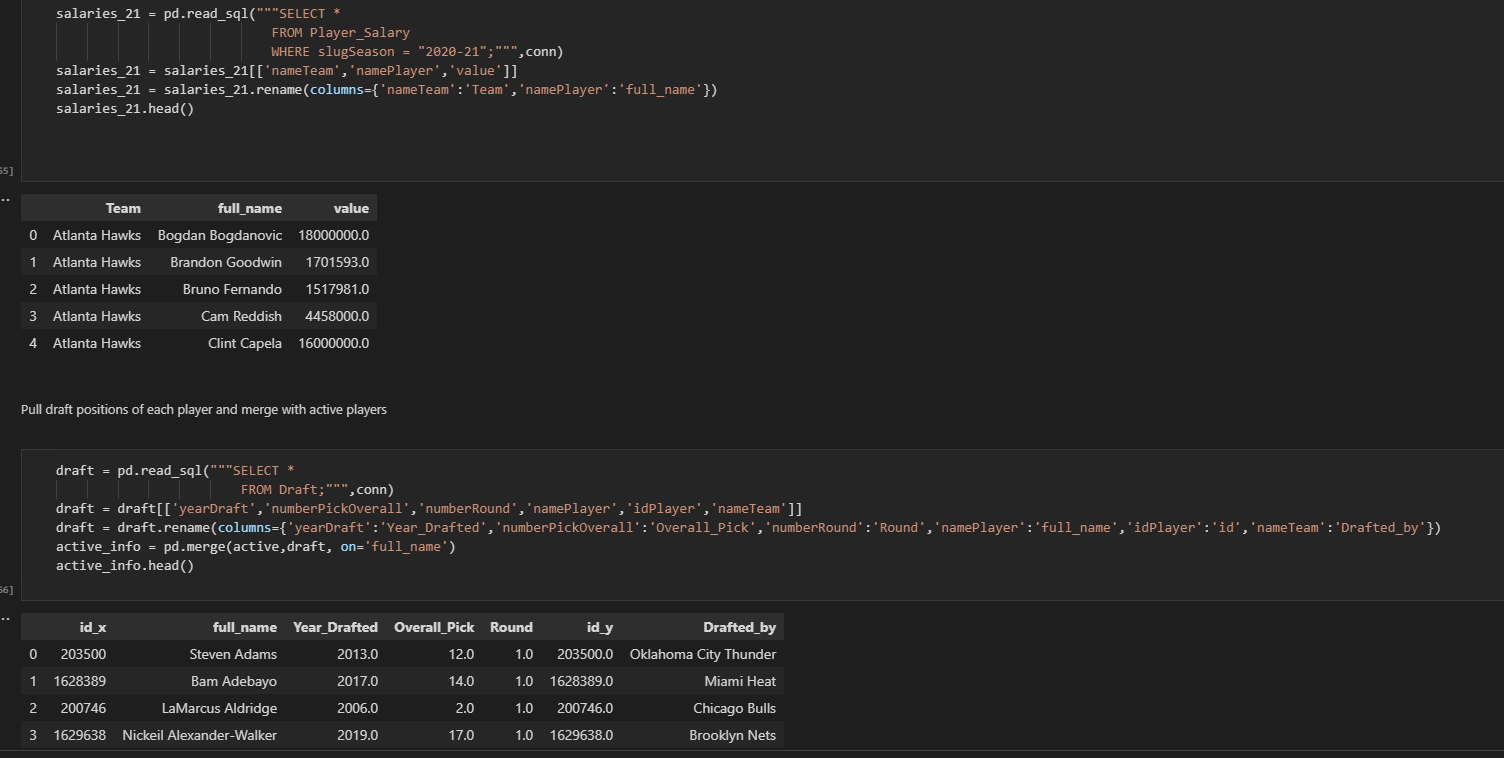 salaries_21 = pd.read_sql("""SELECT *
FROM Player_Salary
WHERE slugSeason = "2020-21";""",conn)
salaries_21 = salaries_21[['nameTeam','namePlayer','value']]
salaries_21 = salaries_21.rename(columns={'nameTeam':'Team','namePlayer':'full_name'})
salaries_21.head()
65]
Team full_name value
0 Atlanta Hawks Bogdan Bogdanovic 18000000.0
1 Atlanta Hawks Brandon Goodwin 1701593.0
2 Atlanta Hawks Bruno Fernando 1517981.0
3 Atlanta Hawks Cam Reddish 4458000.0
4 Atlanta Hawks Clint Capela 16000000.0
Pull draft positions of each player and merge with active players
draft = pd.read_sql("""SELECT *
FROM Draft;""",conn)
draft = draft[['yearDraft','numberPickOverall','numberRound','namePlayer','idPlayer','nameTeam']]
draft = draft.rename(columns={'yearDraft':'Year_Drafted','numberPickOverall':'Overall_Pick','numberRound':'Round','namePlayer':'full_name','idPlayer':'id','nameTeam':'Drafted_by'})
active_info = pd.merge(active,draft, on='full_name')
active_info.head()
66]
id_x full_name Year_Drafted Overall_Pick Round id_y Drafted_by
0 203500 Steven Adams 2013.0 12.0 1.0 203500.0 Oklahoma City Thunder
1 1628389 Bam Adebayo 2017.0 14.0 1.0 1628389.0 Miami Heat
2 200746 LaMarcus Aldridge 2006.0 2.0 1.0 200746.0 Chicago Bulls
3 1629638 Nickeil Alexander-Walker 2019.0 17.0 1.0 1629638.0 Brooklyn Nets